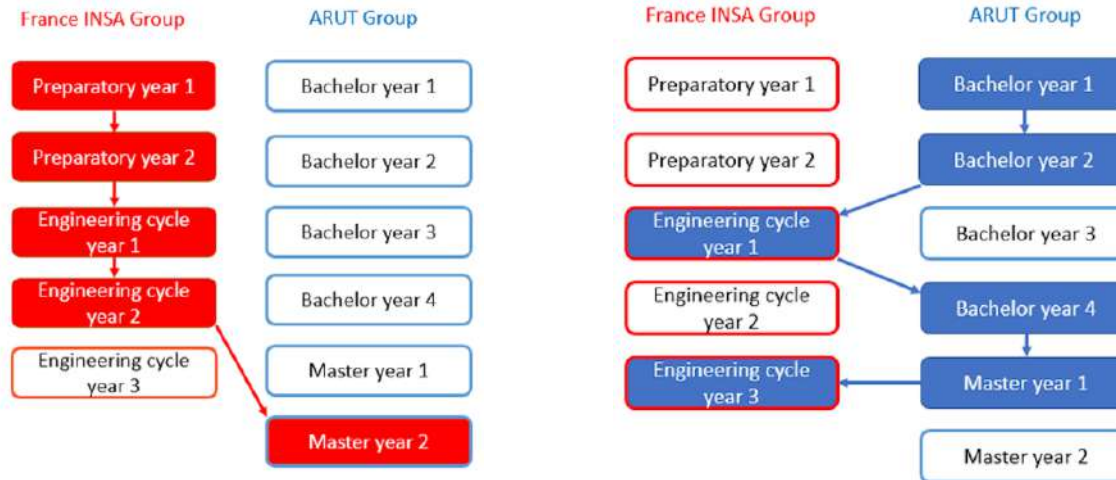 France INSA Group
ARUT Group
Preparatory year 1
Bachelor year 1
Preparatory year 2
Bachelor year 2
Engineering cycle
year 1
Bachelor year 3
Engineering cycle
year 2
Bachelor year 4
Engineering cycle
year 3
Master year 1
Master year 2
France INSA Group
ARUT Group
Preparatory year 1
Bachelor year 1
Preparatory year 2
Bachelor year 2
Engineering cycle
year 1
Bachelor year 3
Engineering cycle
year 2
Bachelor year 4
Engineering cycle
year 3
Master year 1
Master year 2